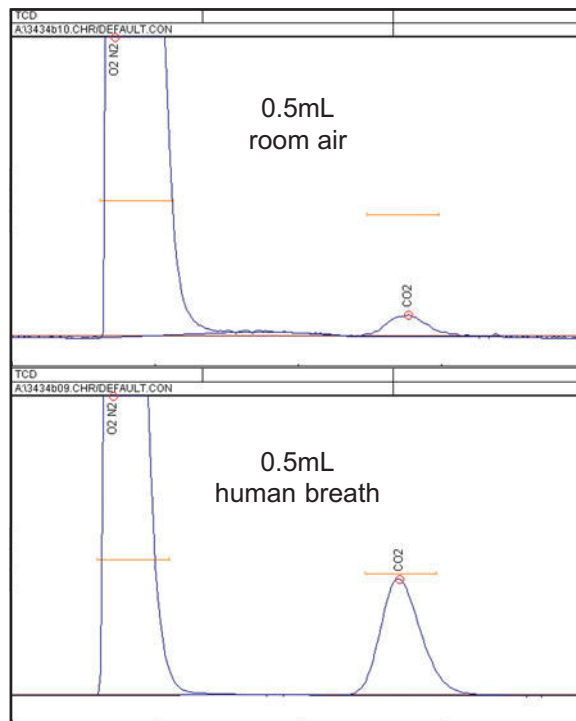 TCD
A:\3434b10.CHR/DEFAULT.CON
O2 N2
0.5mL
room air
CO2
TCD
A:\3434b09.CHR/DEFAULT.CON
O2 N2
0.5mL
human breath
CO2